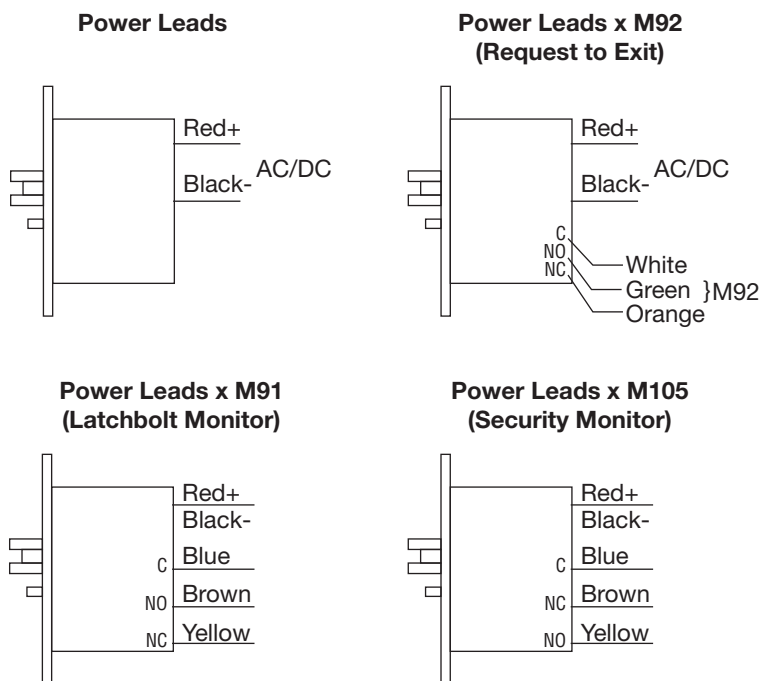 Power Leads
Red+
Black-
AC/DC
Power Leads x M92
(Request to Exit)
Red+
Black-
AC/DC
C
NO
NC
White
Green }M92
Orange
Power Leads x M91
(Latchbolt Monitor)
Red+
Black-
C Blue
NO Brown
NC Yellow
Power Leads x M105
(Security Monitor)
Red+
Black-
C Blue
NC Brown
NO Yellow